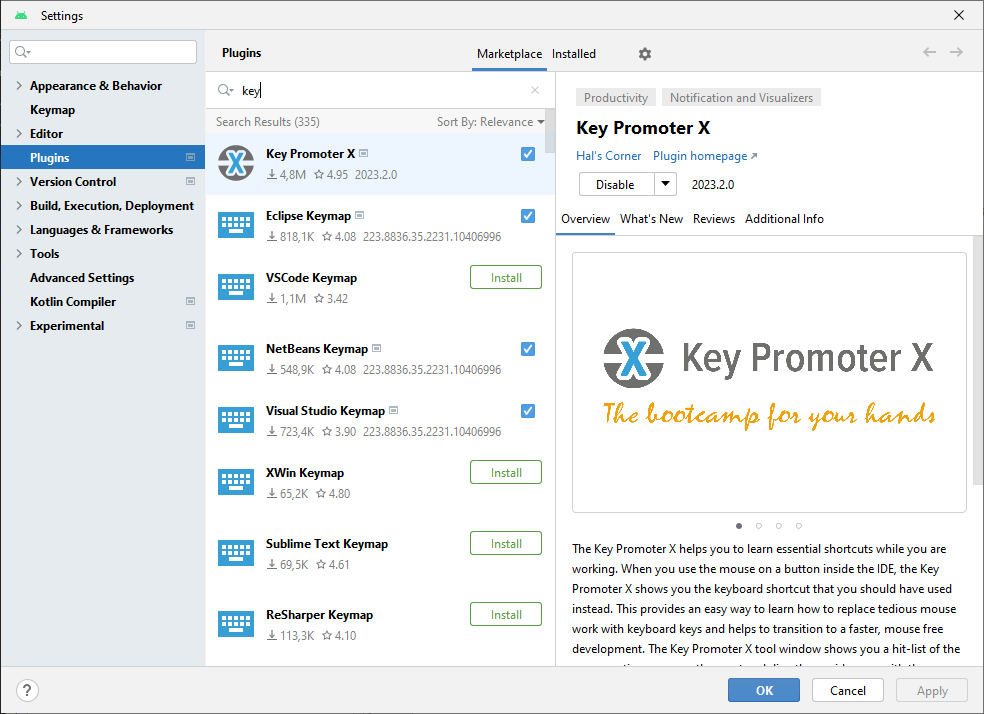 Settings
Appearance & Behavior
Keymap
Editor
Plugins
Version Control
Build, Execution, Deployment
Languages & Frameworks
Tools
Advanced Settings
Kotlin Compiler
Experimental
Plugins
Marketplace
Installed
key
Search Results (335)
Sort By: Relevance
Key Promoter X
4,8M 4.95 2023.2.0
Eclipse Keymap
818,1K 4.08 223.8836.35.2231.10406996
VSCode Keymap
Install
1,1M 3.42
NetBeans Keymap
548,9K 4.08 223.8836.35.2231.10406996
Visual Studio Keymap
723,4K 3.90 223.8836.35.2231.10406996
XWin Keymap
Install
65,2K 4.80
Sublime Text Keymap
Install
69,5K 4.61
ReSharper Keymap
Install
113,3K 4.10
Productivity
Notification and Visualizers
Key Promoter X
Hal's Corner
Plugin homepage
Disable
2023.2.0
Overview
What's New
Reviews
Additional Info
X Key Promoter X
The bootcamp for your hands
The Key Promoter X helps you to learn essential shortcuts while you are
working. When you use the mouse on a button inside the IDE, the Key
Promoter X shows you the keyboard shortcut that you should have used
instead. This provides an easy way to learn how to replace tedious mouse
work with keyboard keys and helps to transition to a faster, mouse free
development. The Key Promoter X tool window shows you a hit-list of the
?
OK
Cancel
Apply